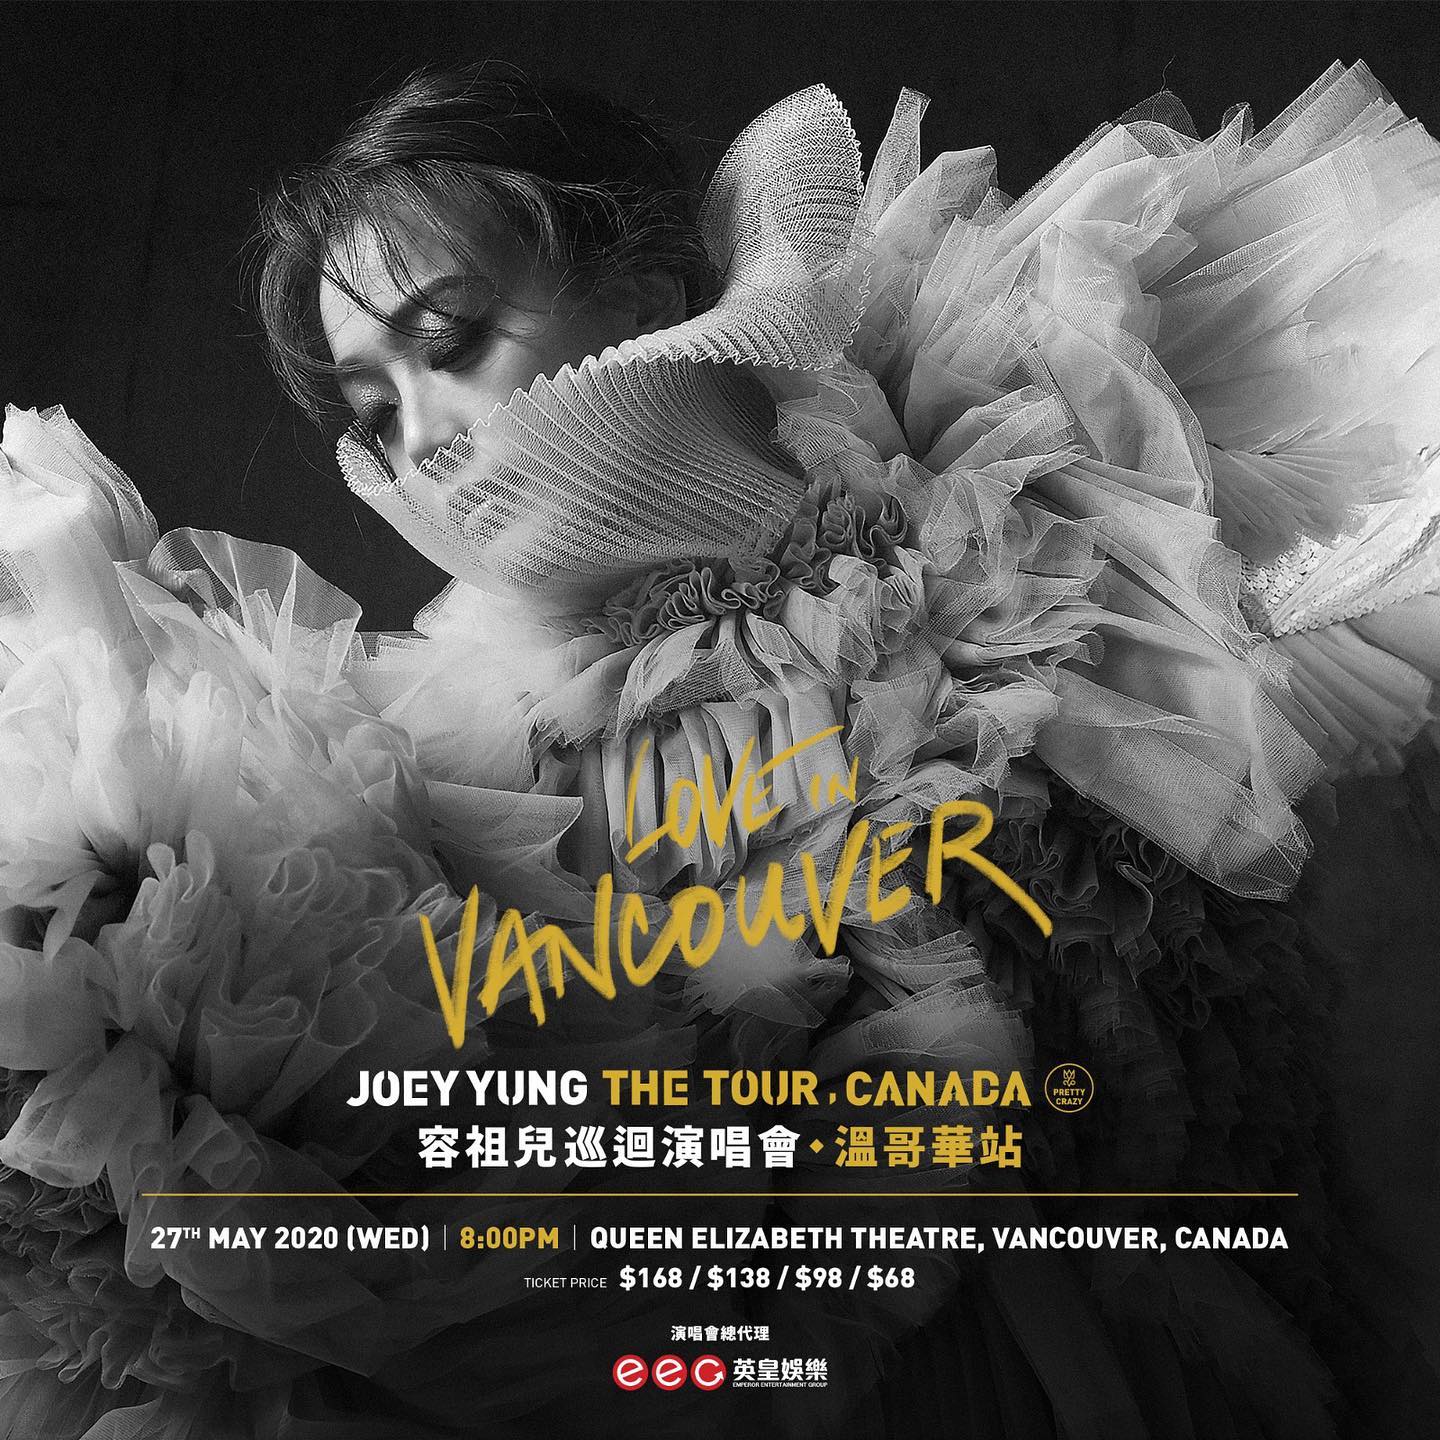 LOVE IN
VANCOUVER
JOEY YUNG THE TOUR, CANADA
PRETTY
CRAZY
容祖兒巡迴演唱會·溫哥華站
27TH MAY 2020 (WED) | 8:00PM | QUEEN ELIZABETH THEATRE, VANCOUVER, CANADA
TICKET PRICE $168 / $138 / $98 / $68
演唱會總代理
eeg 英皇娛樂
EMPEROR ENTERTAINMENT GROUP